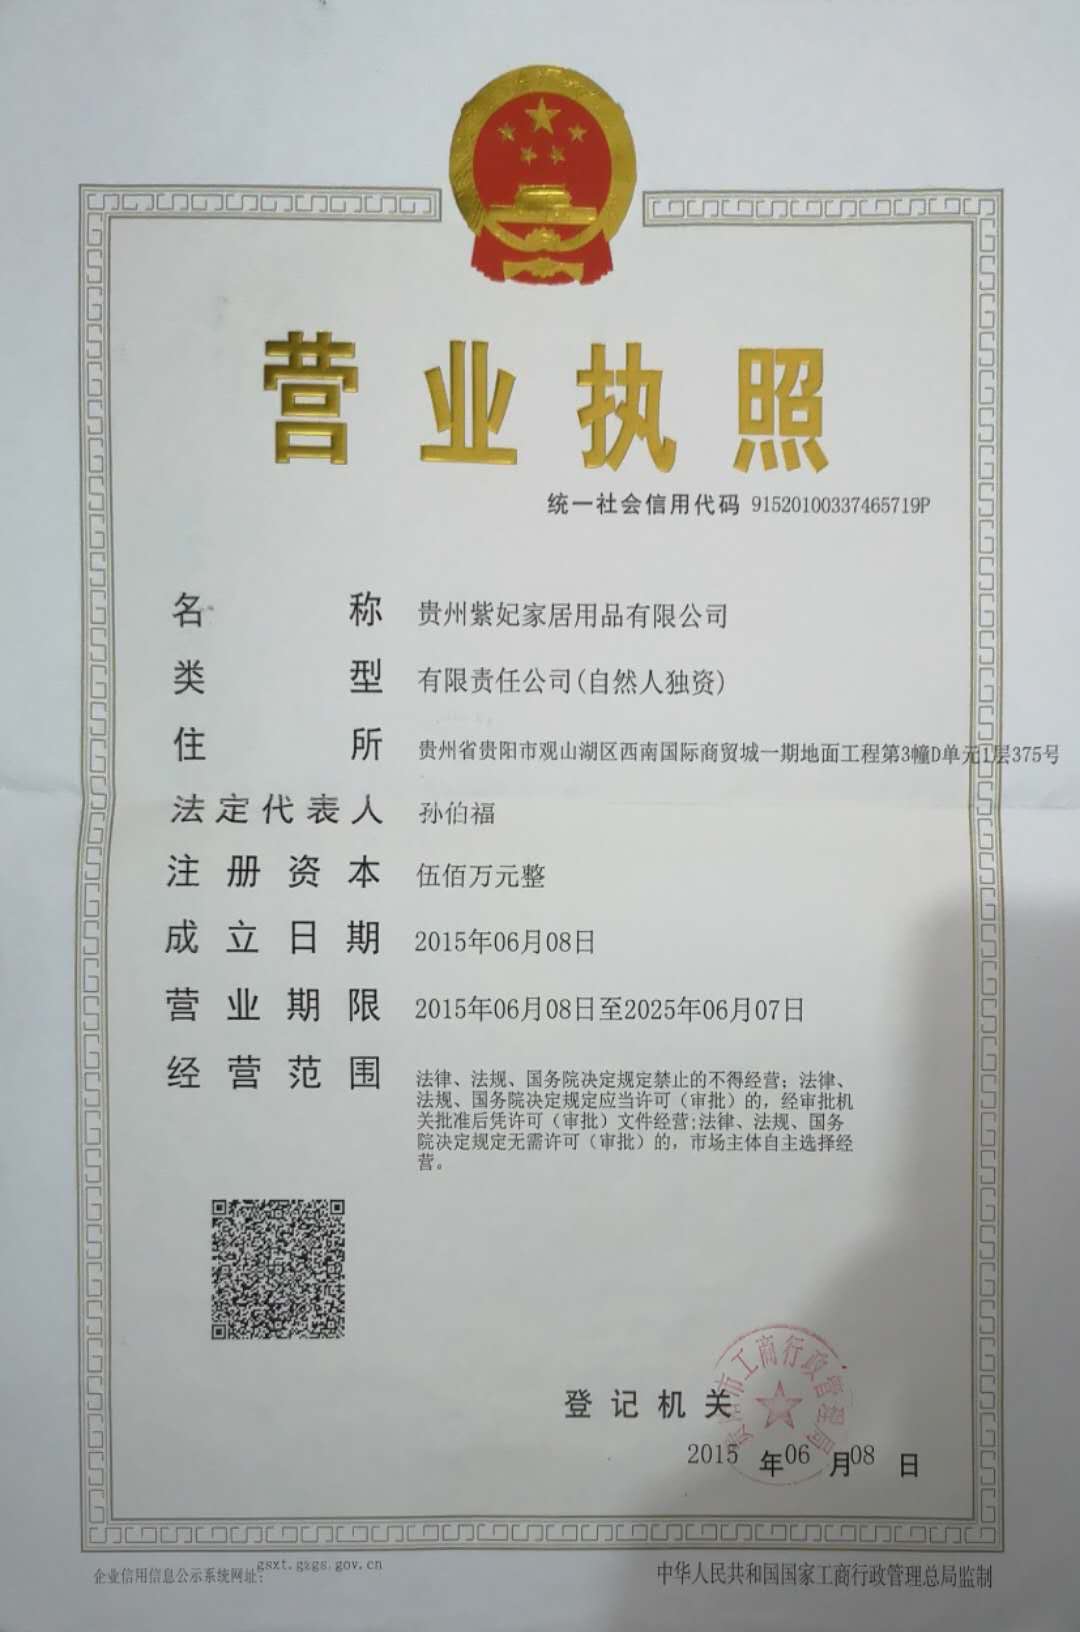 营业执照
统一社会信用代码 91520100337465719P
名称 贵州紫妃家居用品有限公司
类型 有限责任公司(自然人独资)
住所 贵州省贵阳市观山湖区西南国际商贸城一期地面工程第3幢D单元1层375号
法定代表人 孙伯福
注册资本 伍佰万元整
成立日期 2015年06月08日
营业期限 2015年06月08日至2025年06月07日
经营范围 法律、法规、国务院决定规定禁止的不得经营；法律、
法规、国务院决定规定应当许可（审批）的，经审批机
关批准后凭许可（审批）文件经营;法律、法规、国务
院决定规定无需许可（审批）的，市场主体自主选择经
营。
市工商行政管理局
登记机关
2015 年06 月08 日
企业信用信息公示系统网址: gsxt.gzgs.gov.cn
中华人民共和国国家工商行政管理总局监制